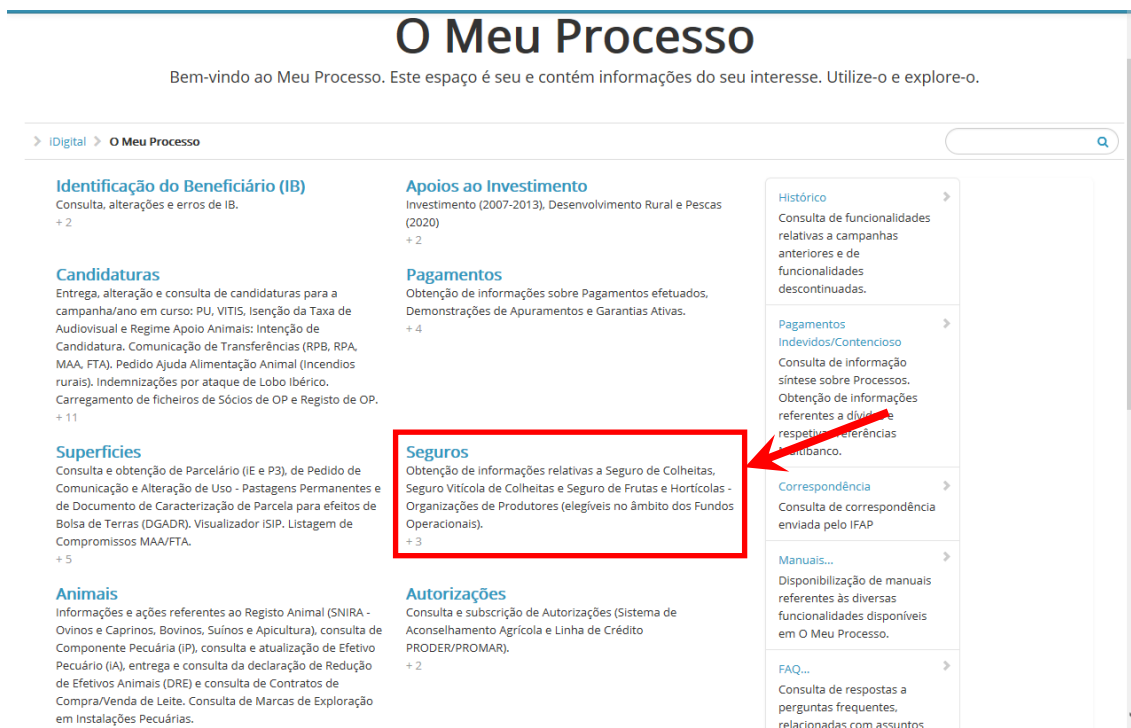 O Meu Processo
Bem-vindo ao Meu Processo. Este espaço é seu e contém informações do seu interesse. Utilize-o e explore-o.
iDigital O Meu Processo
Identificação do Beneficiário (IB)
Consulta, alterações e erros de IB.
+ 2
Apoios ao Investimento
Investimento (2007-2013), Desenvolvimento Rural e Pescas
(2020)
+ 2
Candidaturas
Entrega, alteração e consulta de candidaturas para a
campanha/ano em curso: PU, VITIS, Isenção da Taxa de
Audiovisual e Regime Apoio Animais: Intenção de
Candidatura. Comunicação de Transferências (RPB, RPA,
MAA, FTA). Pedido Ajuda Alimentação Animal (Incendios
rurais). Indemnizações por ataque de Lobo Ibérico.
Carregamento de ficheiros de Sócios de OP e Registo de OP.
+ 11
Pagamentos
Obtenção de informações sobre Pagamentos efetuados,
Demonstrações de Apuramentos e Garantias Ativas.
+ 4
Superficies
Consulta e obtenção de Parcelário (iE e P3), de Pedido de
Comunicação e Alteração de Uso - Pastagens Permanentes e
de Documento de Caracterização de Parcela para efeitos de
Bolsa de Terras (DGADR). Visualizador iSIP. Listagem de
Compromissos MAA/FTA.
+ 5
Seguros
Obtenção de informações relativas a Seguro de Colheitas,
Seguro Vitícola de Colheitas e Seguro de Frutas e Hortícolas -
Organizações de Produtores (elegíveis no âmbito dos Fundos
Operacionais).
+ 3
Animais
Informações e ações referentes ao Registo Animal (SNIRA -
Ovinos e Caprinos, Bovinos, Suínos e Apicultura), consulta de
Componente Pecuária (iP), consulta e atualização de Efetivo
Pecuário (iA), entrega e consulta da declaração de Redução
de Efetivos Animais (DRE) e consulta de Contratos de
Compra/Venda de Leite. Consulta de Marcas de Exploração
em Instalações Pecuárias.
Autorizações
Consulta e subscrição de Autorizações (Sistema de
Aconselhamento Agrícola e Linha de Crédito
PRODER/PROMAR).
+ 2
Histórico
Consulta de funcionalidades
relativas a campanhas
anteriores e de
funcionalidades
descontinuadas.
Pagamentos
Indevidos/Contencioso
Consulta de informação
síntese sobre Processos.
Obtenção de informações
referentes a dívidas e
respetivas referências
Multibanco.
Correspondência
Consulta de correspondência
enviada pelo IFAP
Manuais...
Disponibilização de manuais
referentes às diversas
funcionalidades disponíveis
em O Meu Processo.
FAQ...
Consulta de respostas a
perguntas frequentes,
relacionadas com assuntos